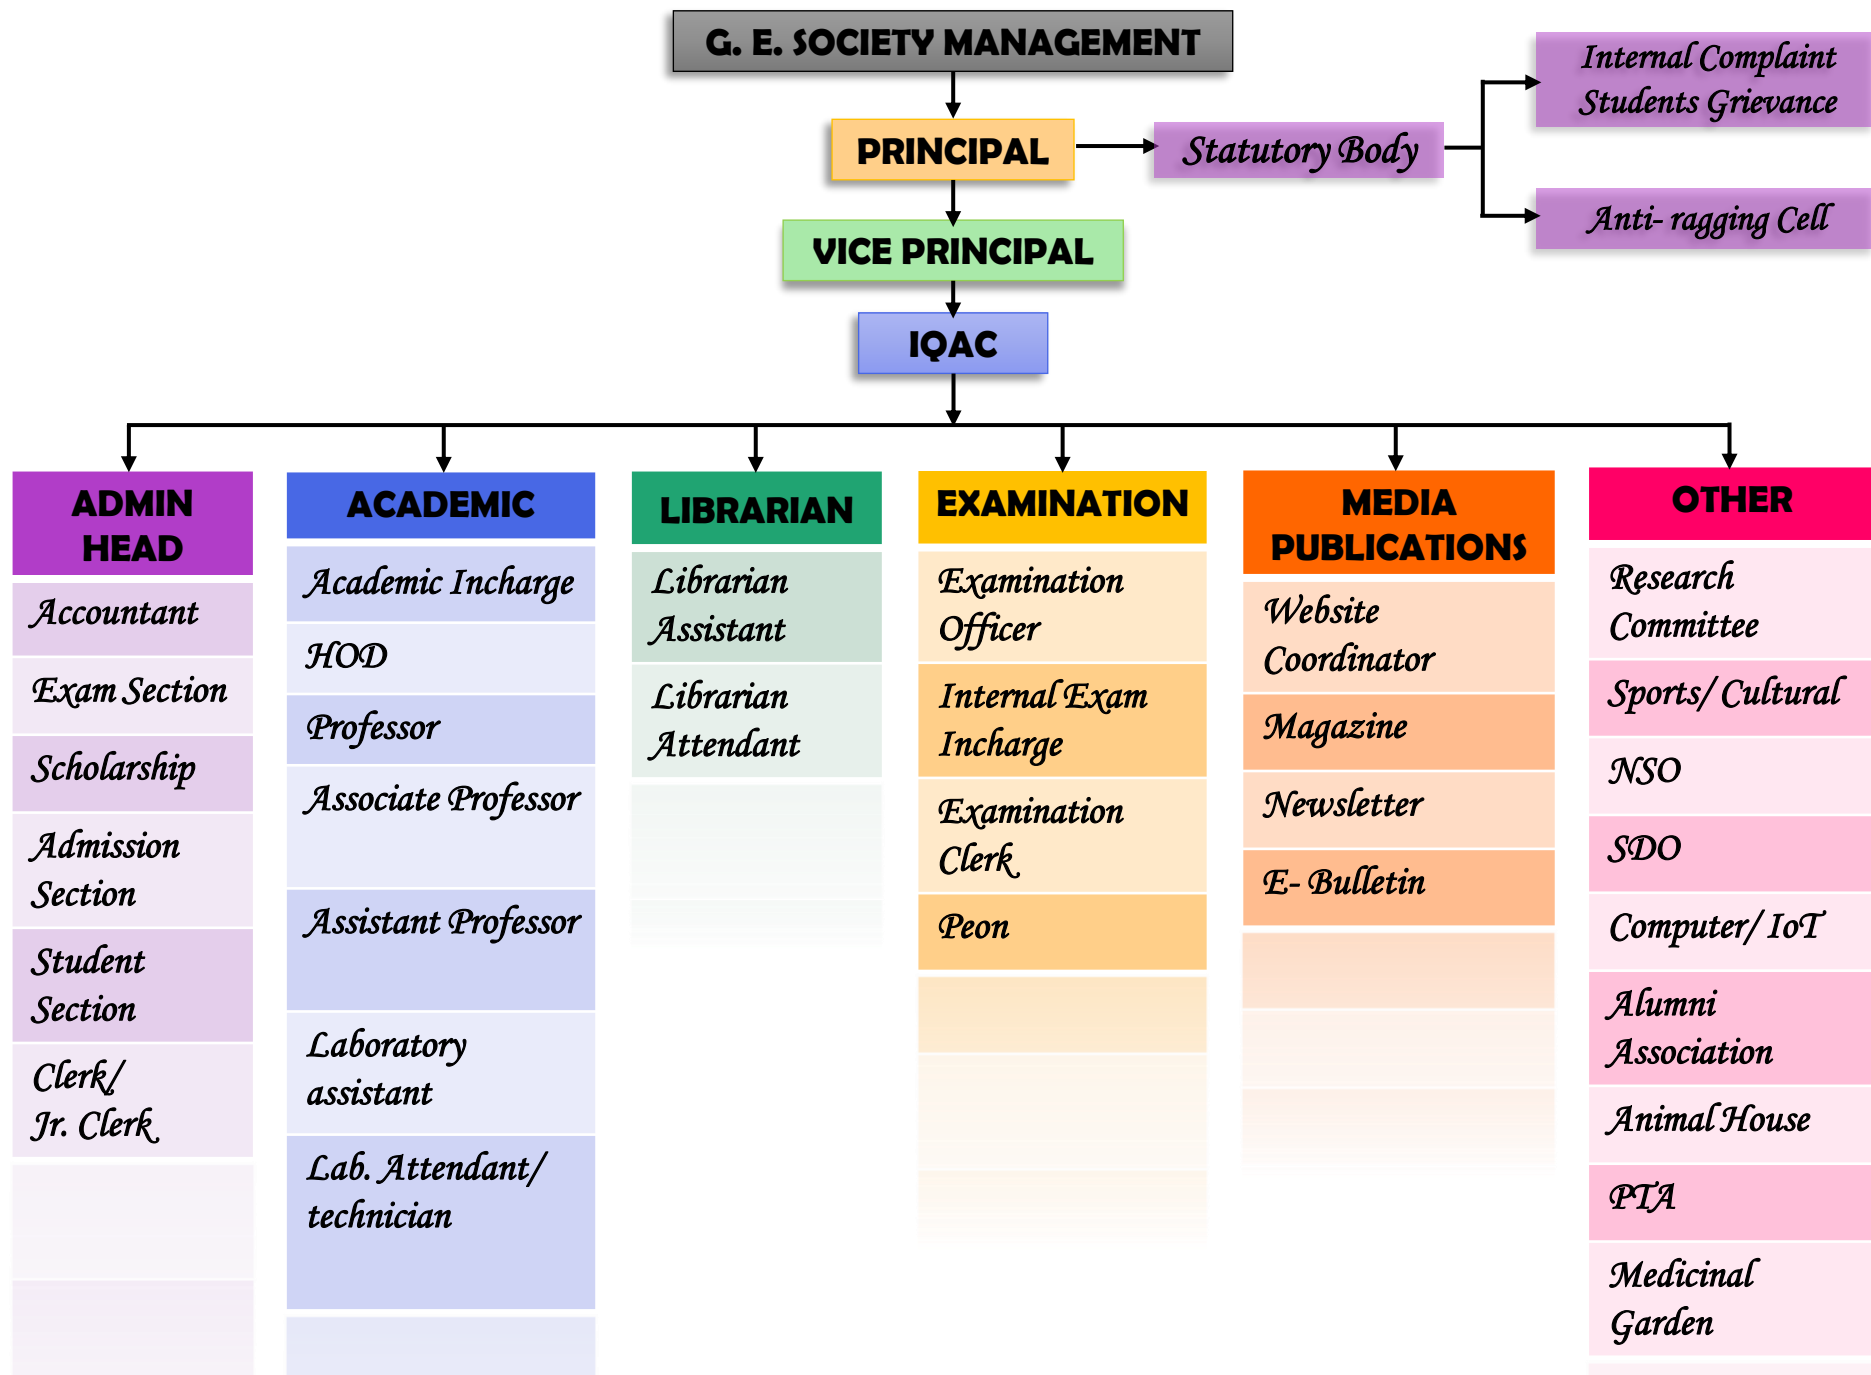 G. E. SOCIETY MANAGEMENT
PRINCIPAL
Statutory Body
Internal Complaint
Students Grievance
Anti- ragging Cell
VICE PRINCIPAL
IQAC
ADMIN
HEAD
Accountant
Exam Section
Scholarship
Admission
Section
Student
Section
Clerk/
Jr. Clerk
ACADEMIC
Academic Incharge
HOD
Professor
Associate Professor
Assistant Professor
Laboratory
assistant
Lab. Attendant/
technician
LIBRARIAN
Librarian
Assistant
Librarian
Attendant
EXAMINATION
Examination
Officer
Internal Exam
Incharge
Examination
Clerk
Peon
MEDIA
PUBLICATIONS
Website
Coordinator
Magazine
Newsletter
E- Bulletin
OTHER
Research
Committee
Sports/ Cultural
NSO
SDO
Computer/ IoT
Alumni
Association
Animal House
PTA
Medicinal
Garden